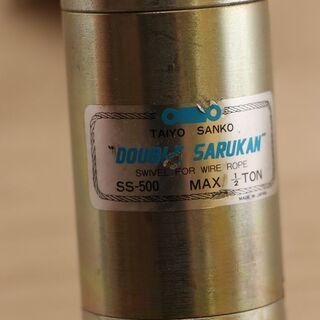 TAIYO SANKO
"DOUBLE SARUKAN"
SWIVEL FOR WIRE ROPE
SS-500 MAX. 1/2 TON
MADE IN JAPAN